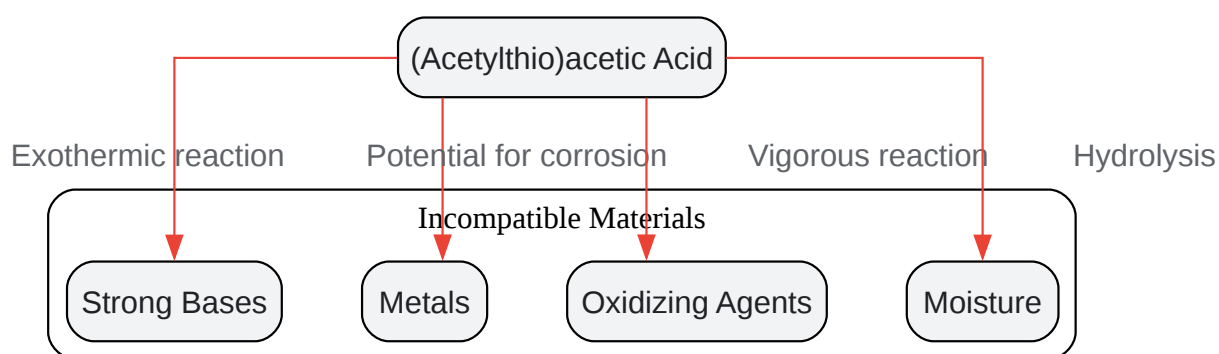 (Acetylthio)acetic Acid
Exothermic reaction
Potential for corrosion
Vigorous reaction
Hydrolysis
Incompatible Materials
Strong Bases
Metals
Oxidizing Agents
Moisture